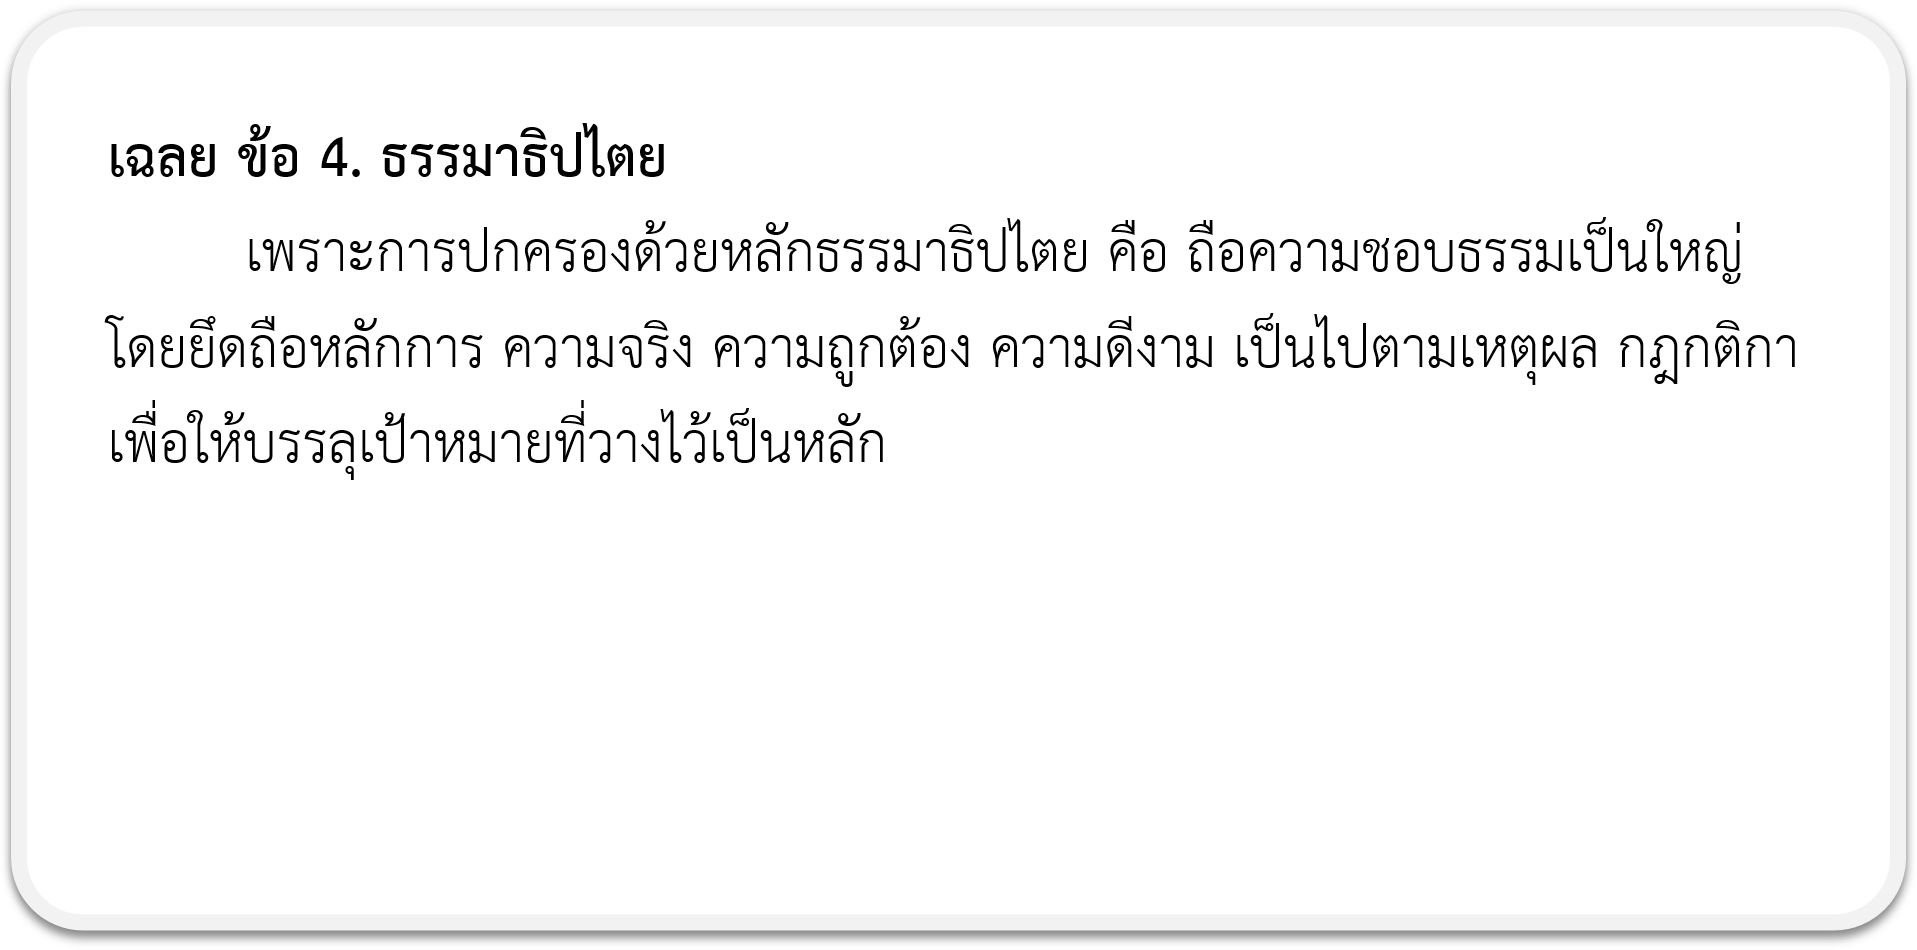 เฉลย ข้อ 4. ธรรมาธิปไตย
เพราะการปกครองด้วยหลักธรรมาธิปไตย คือ ถือความชอบธรรมเป็นใหญ่
โดยยึดถือหลักการ ความจริง ความถูกต้อง ความดีงาม เป็นไปตามเหตุผล กฎกติกา
เพื่อให้บรรลุเป้าหมายที่วางไว้เป็นหลัก